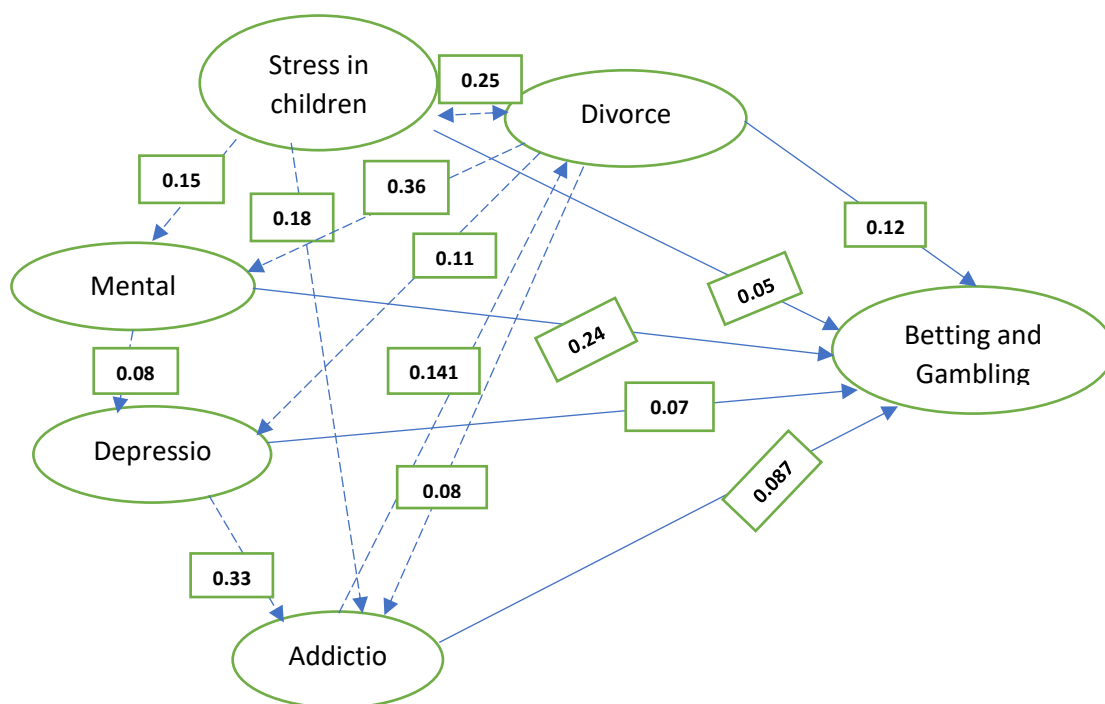 Stress in
children
0.25
Divorce
0.15
0.36
0.18
0.12
0.11
Mental
0.05
0.24
Betting and
Gambling
0.08
0.141
0.07
Depressio
0.08
0.087
0.33
Addictio